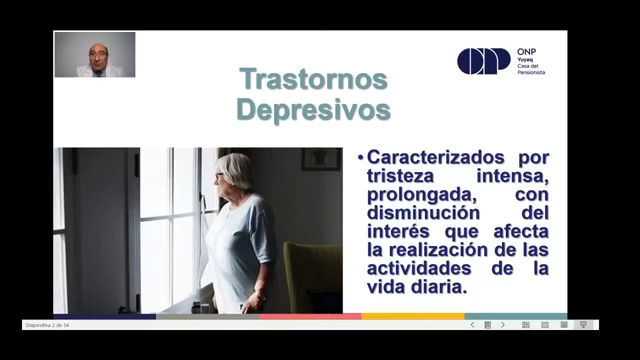 Trastornos
Depresivos
ONP
Yuyaq
Casa del
Pensionista
• Caracterizados por
tristeza intensa,
prolongada, con
disminución del
interés que afecta
la realización de las
actividades de la
vida diaria.
Diapositiva 2 de 34